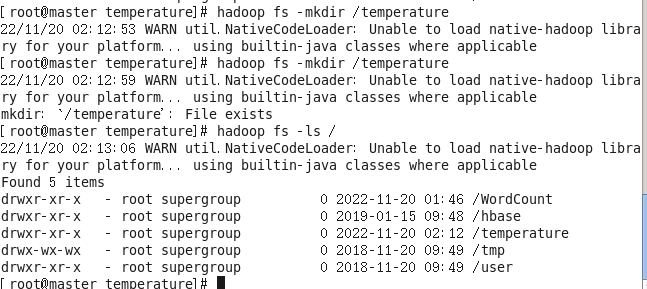 [root@master temperature]# hadoop fs -mkdir /temperature
22/11/20 02:12:53 WARN util.NativeCodeLoader: Unable to load native-hadoop libra
ry for your platform... using builtin-java classes where applicable
[root@master temperature]# hadoop fs -mkdir /temperature
22/11/20 02:12:59 WARN util.NativeCodeLoader: Unable to load native-hadoop libra
ry for your platform... using builtin-java classes where applicable
mkdir: `/temperature': File exists
[root@master temperature]# hadoop fs -ls /
22/11/20 02:13:06 WARN util.NativeCodeLoader: Unable to load native-hadoop libra
ry for your platform... using builtin-java classes where applicable
Found 5 items
drwxr-xr-x   - root supergroup          0 2022-11-20 01:46 /WordCount
drwxr-xr-x   - root supergroup          0 2019-01-15 09:48 /hbase
drwxr-xr-x   - root supergroup          0 2022-11-20 02:12 /temperature
drwx-wx-wx   - root supergroup          0 2018-11-20 09:49 /tmp
drwxr-xr-x   - root supergroup          0 2018-11-20 09:49 /user
[root@master temperature]#